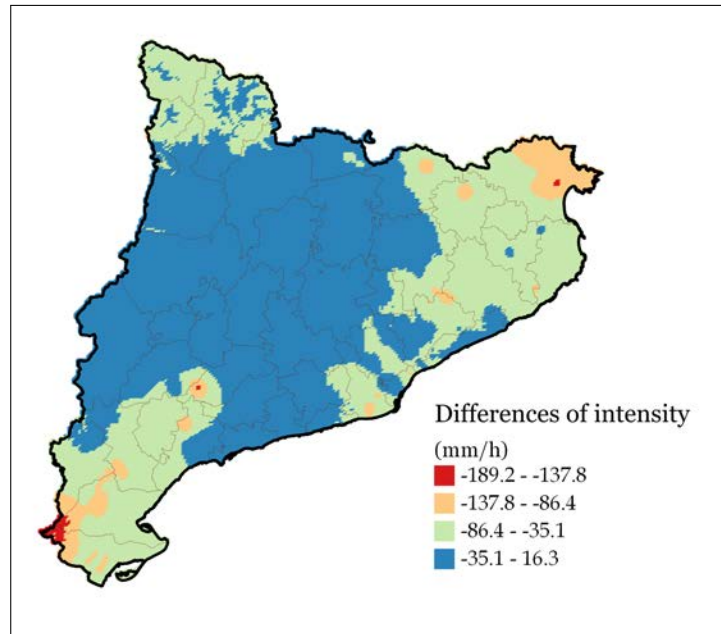 Differences of intensity
(mm/h)
-189.2 - -137.8
-137.8 - -86.4
-86.4 - -35.1
-35.1 - 16.3